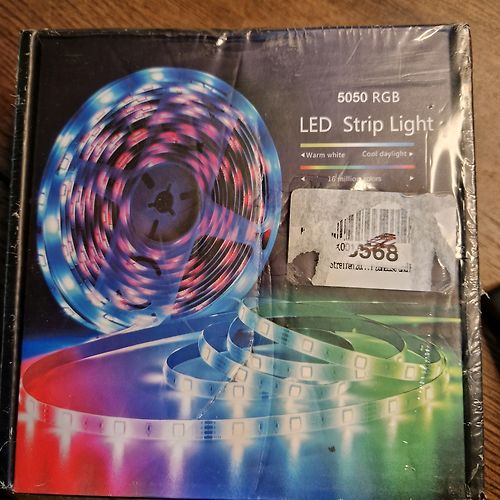 5050 RGB
LED Strip Light
Warm white Cool daylight
16 million colors